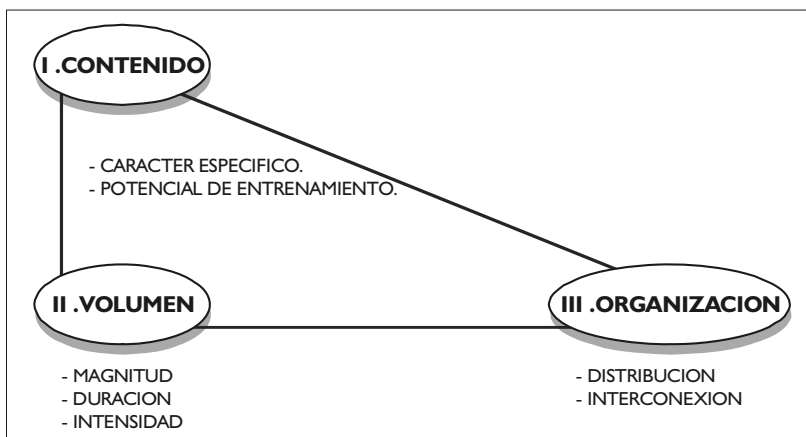 I .CONTENIDO
- CARACTER ESPECIFICO.
- POTENCIAL DE ENTRENAMIENTO.
II .VOLUMEN
- MAGNITUD
- DURACION
- INTENSIDAD
III .ORGANIZACION
- DISTRIBUCION
- INTERCONEXION